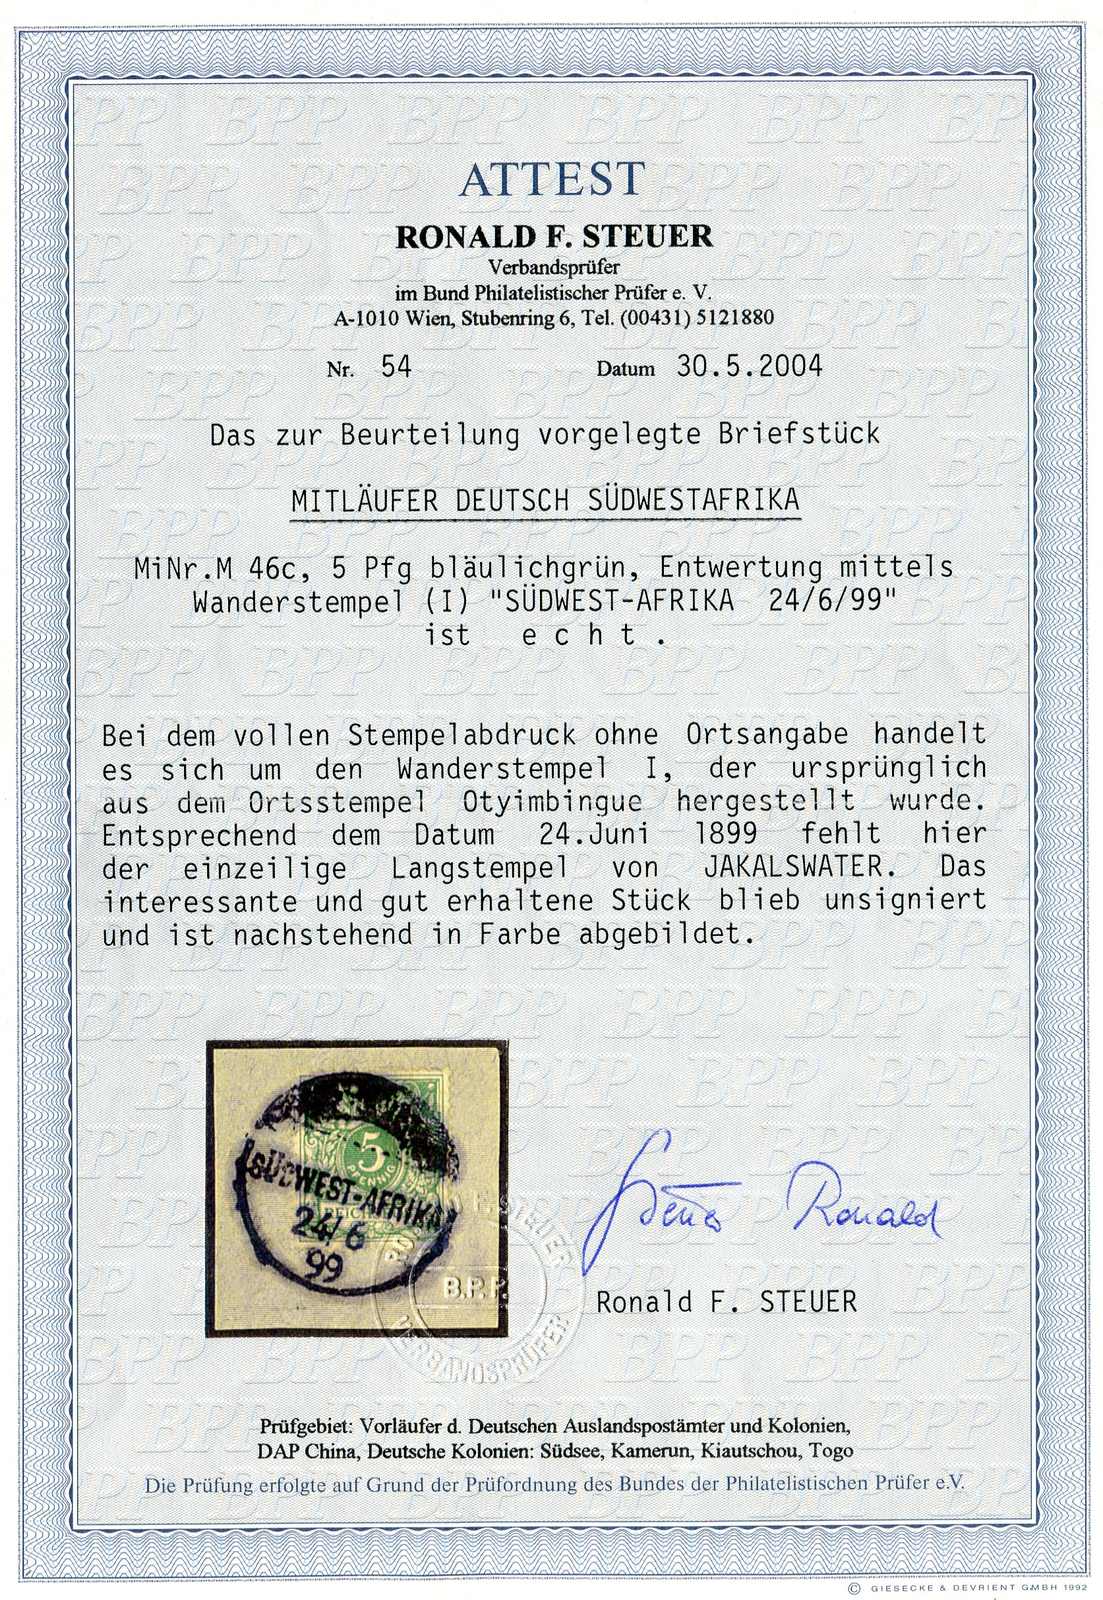 ATTEST
RONALD F. STEUER
Verbandsprüfer
im Bund Philatelistischer Prüfer e. V.
A-1010 Wien, Stubenring 6, Tel. (00431) 5121880
Nr. 54 Datum 30.5.2004
Das zur Beurteilung vorgelegte Briefstück
MITLÄUFER DEUTSCH SÜDWESTAFRIKA
MiNr.M 46c, 5 Pfg bläulichgrün, Entwertung mittels
Wanderstempel (I) "SÜDWEST-AFRIKA 24/6/99"
ist e c h t .
Bei dem vollen Stempelabdruck ohne Ortsangabe handelt
es sich um den Wanderstempel I, der ursprünglich
aus dem Ortsstempel Otyimbingue hergestellt wurde.
Entsprechend dem Datum 24.Juni 1899 fehlt hier
der einzeilige Langstempel von JAKALSWATER. Das
interessante und gut erhaltene Stück blieb unsigniert
und ist nachstehend in Farbe abgebildet.
5
PFENNIG
SÜDWEST-AFRIKA
24/6
99
B.P.P.
VERBANDSPRÜFER
Steuer Ronald
Ronald F. STEUER
Prüfgebiet: Vorläufer d. Deutschen Auslandspostämter und Kolonien,
DAP China, Deutsche Kolonien: Südsee, Kamerun, Kiautschou, Togo
Die Prüfung erfolgte auf Grund der Prüfordnung des Bundes der Philatelistischen Prüfer e.V.
© GIESECKE & DEVRIENT GMBH 1992